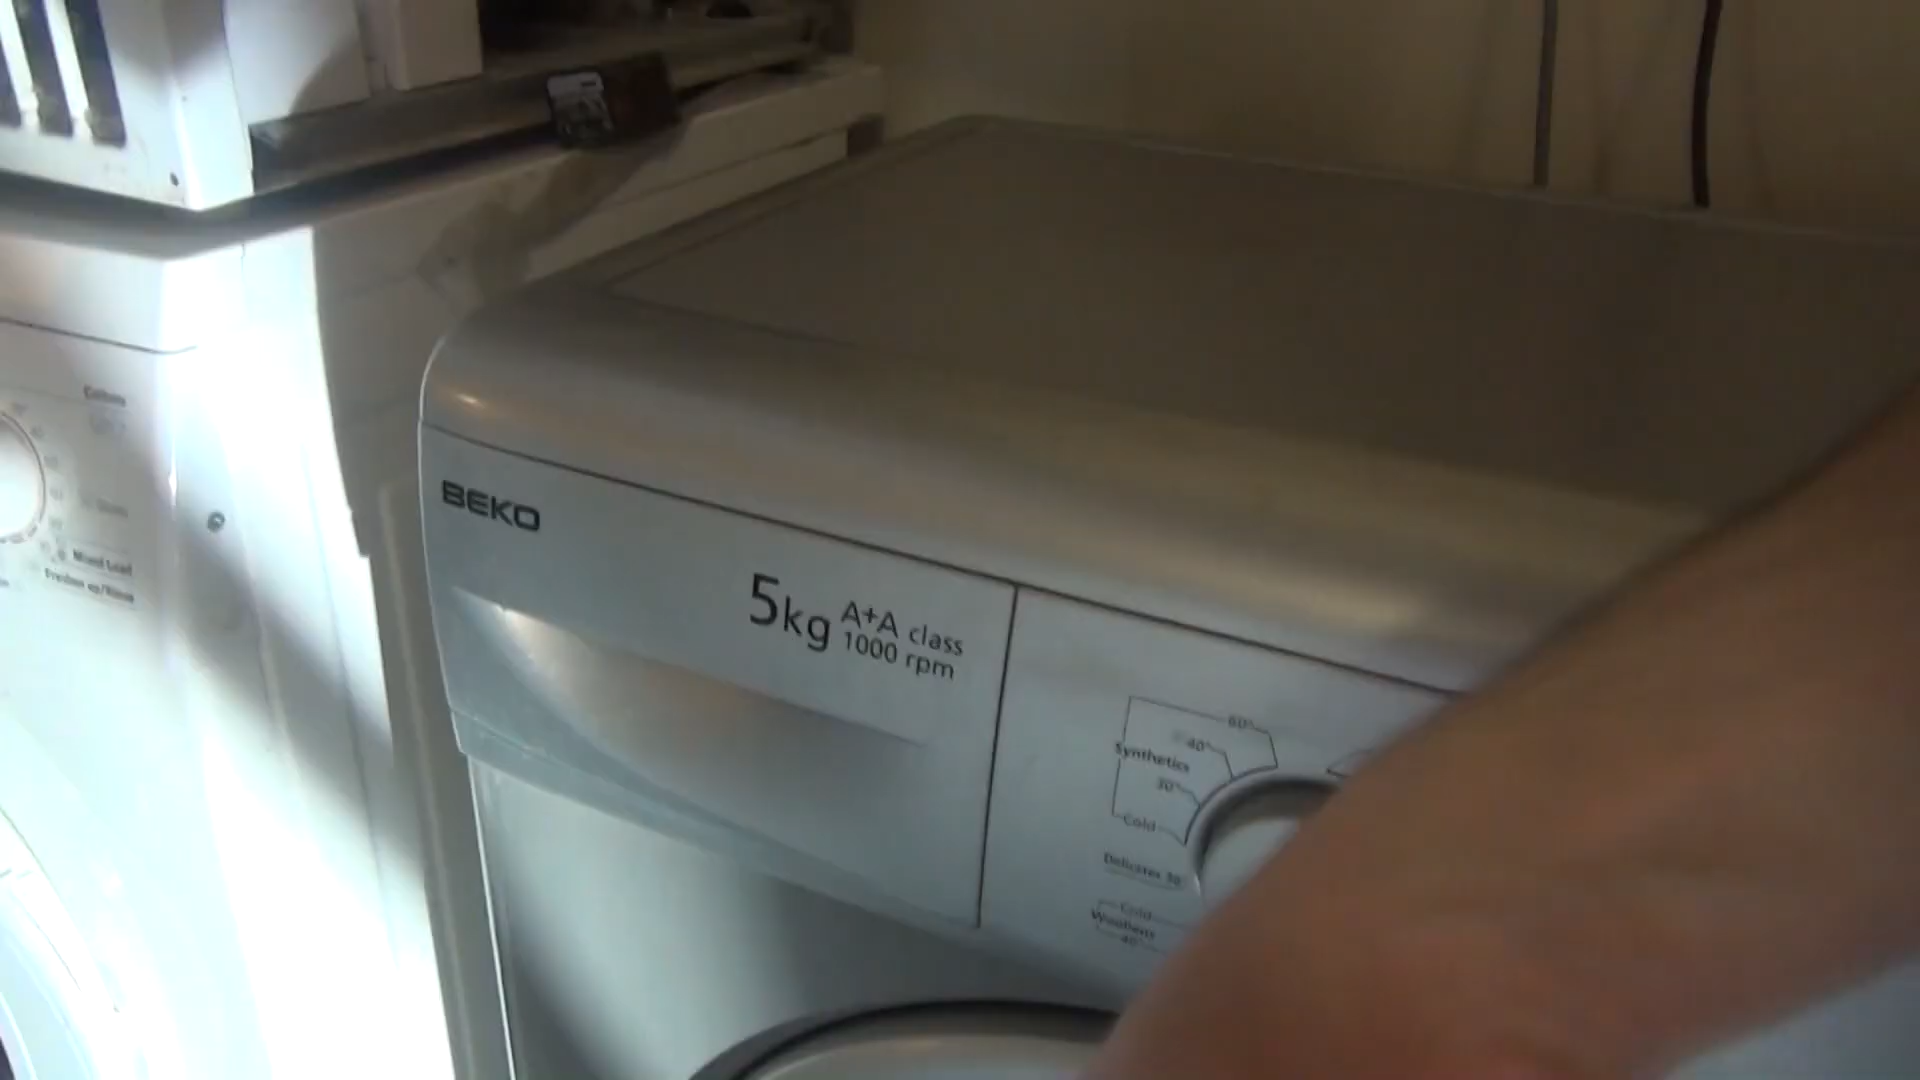 BEKO
5kg A+A class
1000 rpm
60°
40°
Synthetics
30°
Cold
Delicates 30
Cold
Woollens
40°
Cottons
Mixed Load
Freshen up/Rinse